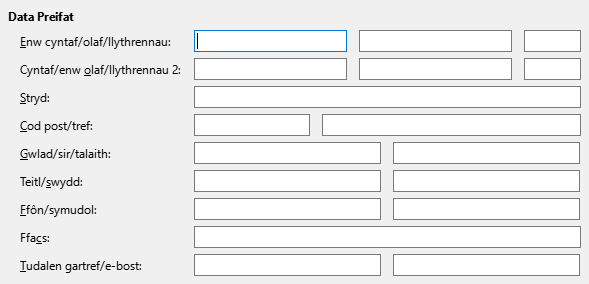 Data Preifat
Enw cyntaf/olaf/llythrennau:
Cyntaf/enw olaf/llythrennau 2:
Stryd:
Cod post/tref:
Gwlad/sir/talaith:
Teitl/swydd:
Ffôn/symudol:
Ffacs:
Tudalen gartref/e-bost: